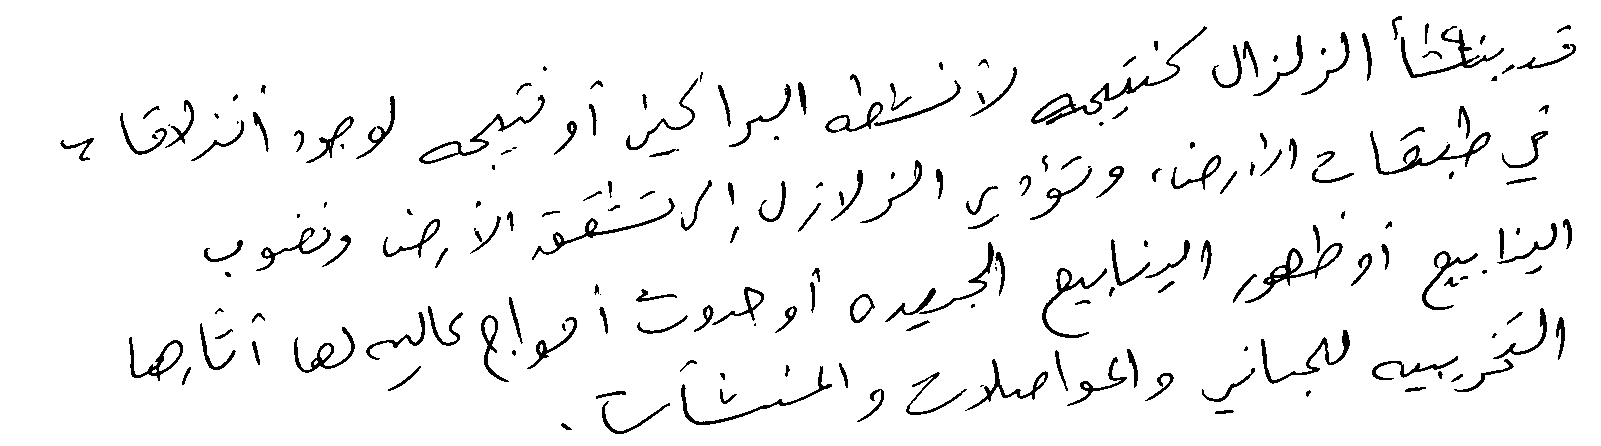 قد ينشأ الزلزال كنتيجه لأنشطه البراكين أو نتيجه لوجود أنزلاقات
في طبقات الأرض، وتؤدي الزلازل إلى تشقق الأرض ونضوب
الينابيع أو ظهور الينابيع الجديده أو حدوث أمواج عاليه لها آثارها
التخريبيه للمباني والمواصلات والمنشآت.